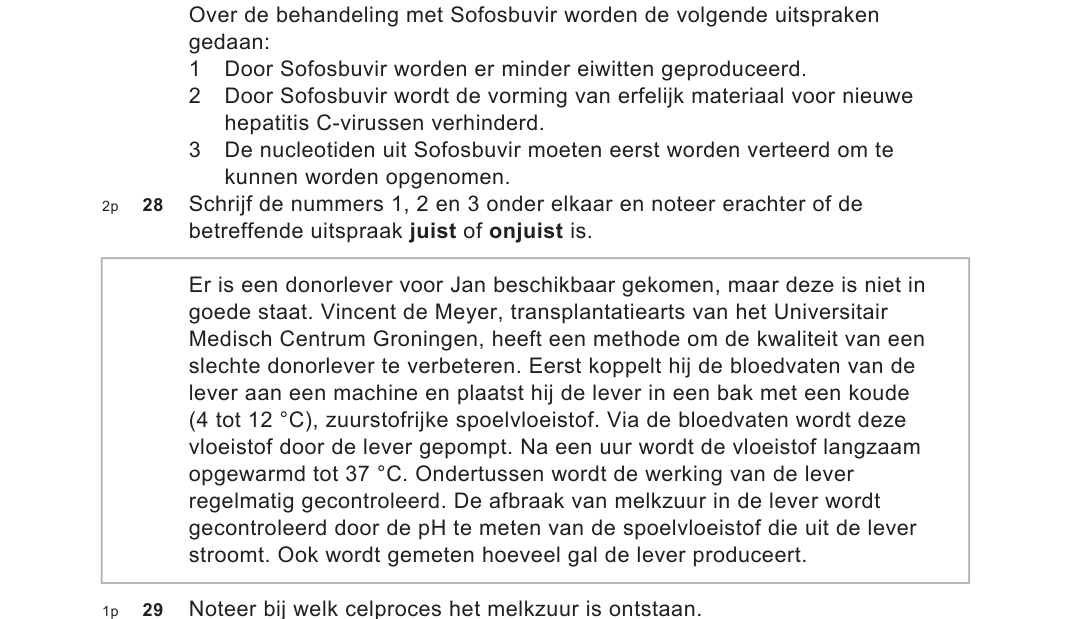 Over de behandeling met Sofosbuvir worden de volgende uitspraken
gedaan:
1 Door Sofosbuvir worden er minder eiwitten geproduceerd.
2 Door Sofosbuvir wordt de vorming van erfelijk materiaal voor nieuwe
hepatitis C-virussen verhinderd.
3 De nucleotiden uit Sofosbuvir moeten eerst worden verteerd om te
kunnen worden opgenomen.
2p 28 Schrijf de nummers 1, 2 en 3 onder elkaar en noteer erachter of de
betreffende uitspraak juist of onjuist is.
Er is een donorlever voor Jan beschikbaar gekomen, maar deze is niet in
goede staat. Vincent de Meyer, transplantatiearts van het Universitair
Medisch Centrum Groningen, heeft een methode om de kwaliteit van een
slechte donorlever te verbeteren. Eerst koppelt hij de bloedvaten van de
lever aan een machine en plaatst hij de lever in een bak met een koude
(4 tot 12 °C), zuurstofrijke spoelvloeistof. Via de bloedvaten wordt deze
vloeistof door de lever gepompt. Na een uur wordt de vloeistof langzaam
opgewarmd tot 37 °C. Ondertussen wordt de werking van de lever
regelmatig gecontroleerd. De afbraak van melkzuur in de lever wordt
gecontroleerd door de pH te meten van de spoelvloeistof die uit de lever
stroomt. Ook wordt gemeten hoeveel gal de lever produceert.
1p 29 Noteer bij welk celproces het melkzuur is ontstaan.